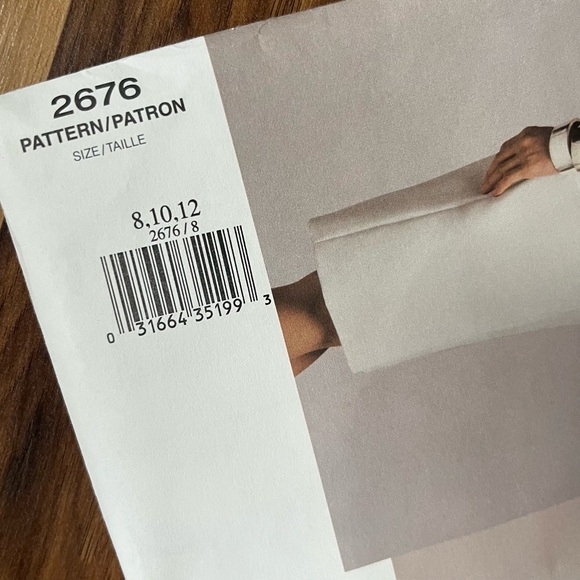 2676
PATTERN/PATRON
SIZE/TAILLE
8,10,12
2676/8
0 31664 35199 3